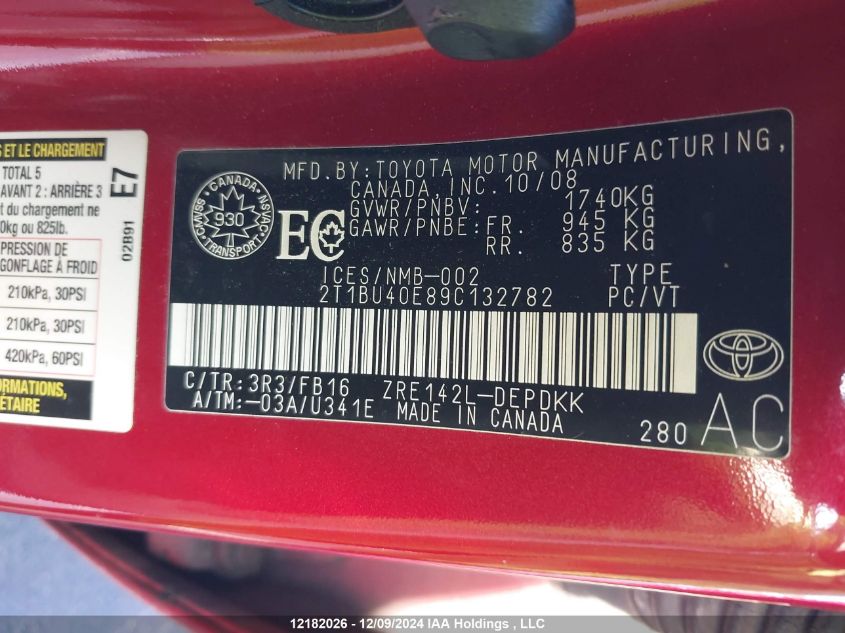 S ET LE CHARGEMENT
TOTAL 5
AVANT 2 : ARRIÈRE 3
t du chargement ne
0kg ou 825lb.
E7
02B91
PRESSION DE
GONFLAGE À FROID
210kPa, 30PSI
210kPa, 30PSI
420kPa, 60PSI
ÉTAIRE
CANADA
NSVAC
930
SMMC
TRANSPORT
EC
MFD.BY:TOYOTA MOTOR MANUFACTURING,
CANADA, INC.10/08
GVWR/PNBV: 1740KG
GAWR/PNBE:FR. 945 KG
RR. 835 KG
ICES/NMB-002 TYPE
2T1BU40E89C132782 PC/VT
C/TR:3R3/FB16 ZRE142L-DEPDKK
A/TM:-03A/U341E MADE IN CANADA
280 AC
12182026 - 12/09/2024 IAA Holdings , LLC